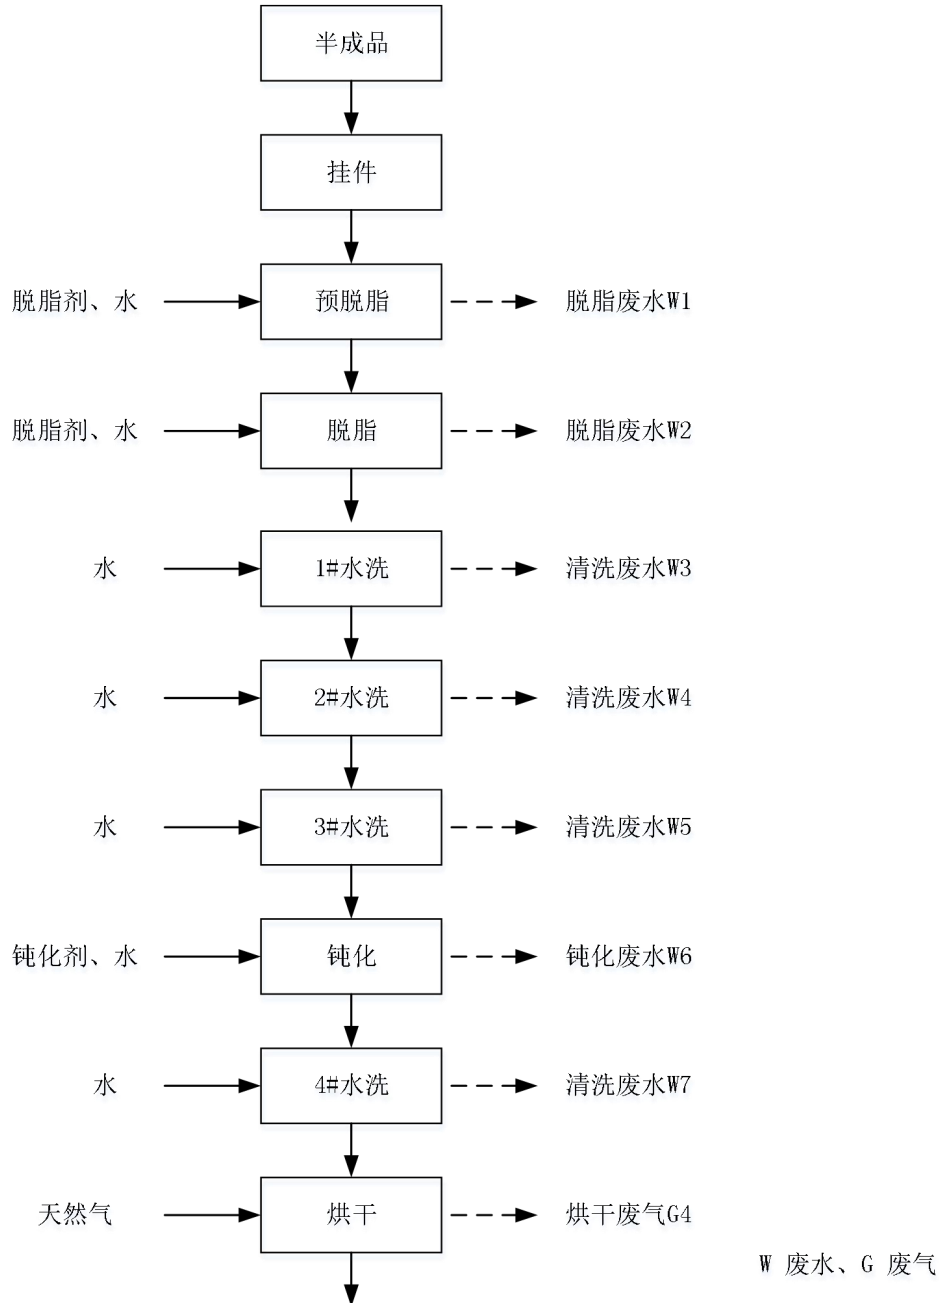 半成品
挂件
脱脂剂、水 预脱脂 脱脂废水W1
脱脂剂、水 脱脂 脱脂废水W2
水 1#水洗 清洗废水W3
水 2#水洗 清洗废水W4
水 3#水洗 清洗废水W5
钝化剂、水 钝化 钝化废水W6
水 4#水洗 清洗废水W7
天然气 烘干 烘干废气G4
W 废水、G 废气